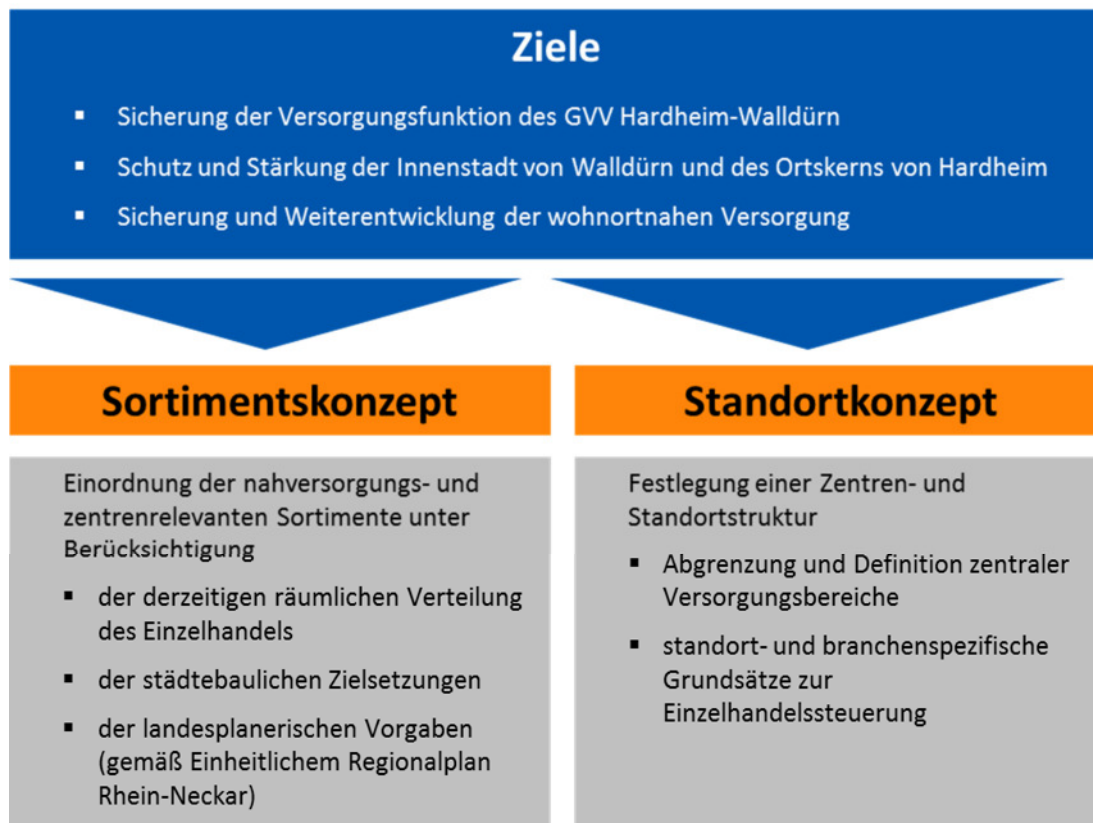 Ziele
▪ Sicherung der Versorgungsfunktion des GVV Hardheim-Walldürn
▪ Schutz und Stärkung der Innenstadt von Walldürn und des Ortskerns von Hardheim
▪ Sicherung und Weiterentwicklung der wohnortnahen Versorgung
Sortimentskonzept
Einordnung der nahversorgungs- und
zentrenrelevanten Sortimente unter
Berücksichtigung
▪ der derzeitigen räumlichen Verteilung
des Einzelhandels
▪ der städtebaulichen Zielsetzungen
▪ der landesplanerischen Vorgaben
(gemäß Einheitlichem Regionalplan
Rhein-Neckar)
Standortkonzept
Festlegung einer Zentren- und
Standortstruktur
▪ Abgrenzung und Definition zentraler
Versorgungsbereiche
▪ standort- und branchenspezifische
Grundsätze zur
Einzelhandelssteuerung